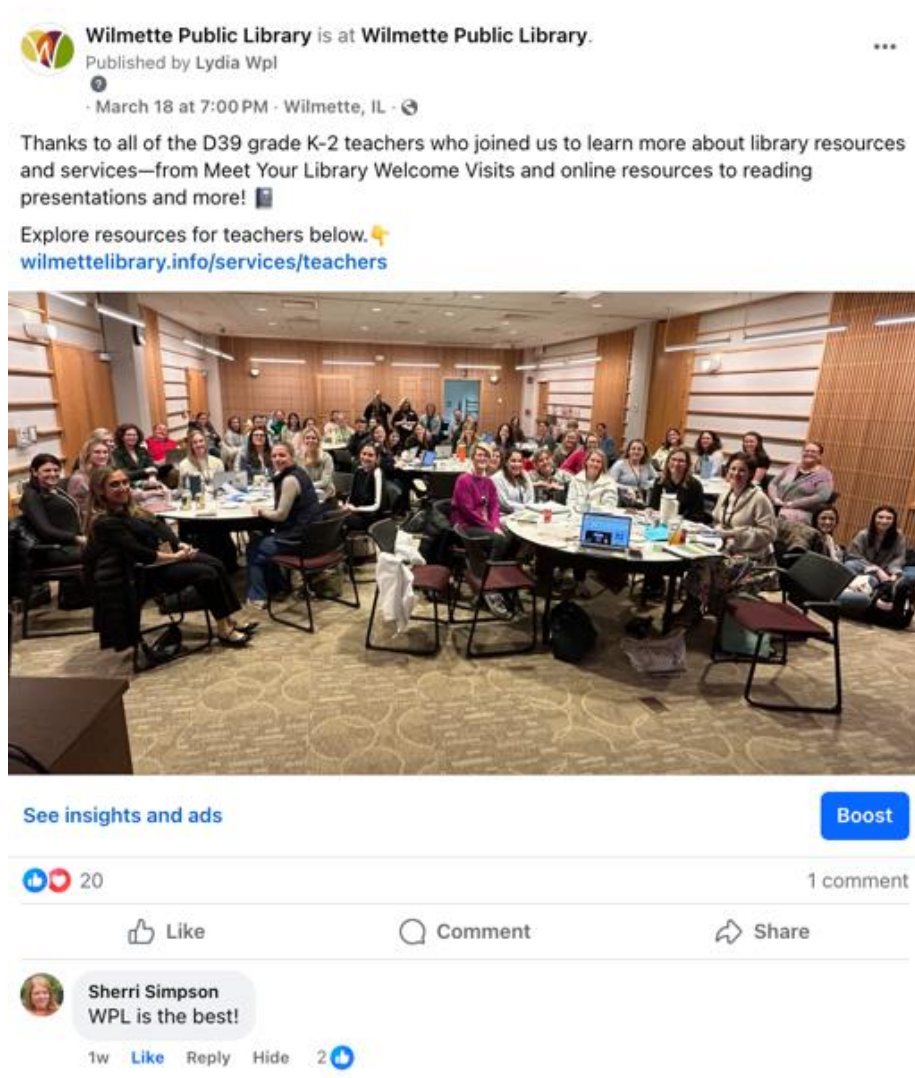 Wilmette Public Library is at Wilmette Public Library.
Published by Lydia Wpl
· March 18 at 7:00 PM · Wilmette, IL ·
Thanks to all of the D39 grade K-2 teachers who joined us to learn more about library resources
and services—from Meet Your Library Welcome Visits and online resources to reading
presentations and more! 📓
Explore resources for teachers below.👇
wilmettelibrary.info/services/teachers
See insights and ads
Boost
20
1 comment
Like
Comment
Share
Sherri Simpson
WPL is the best!
1w Like Reply Hide 2